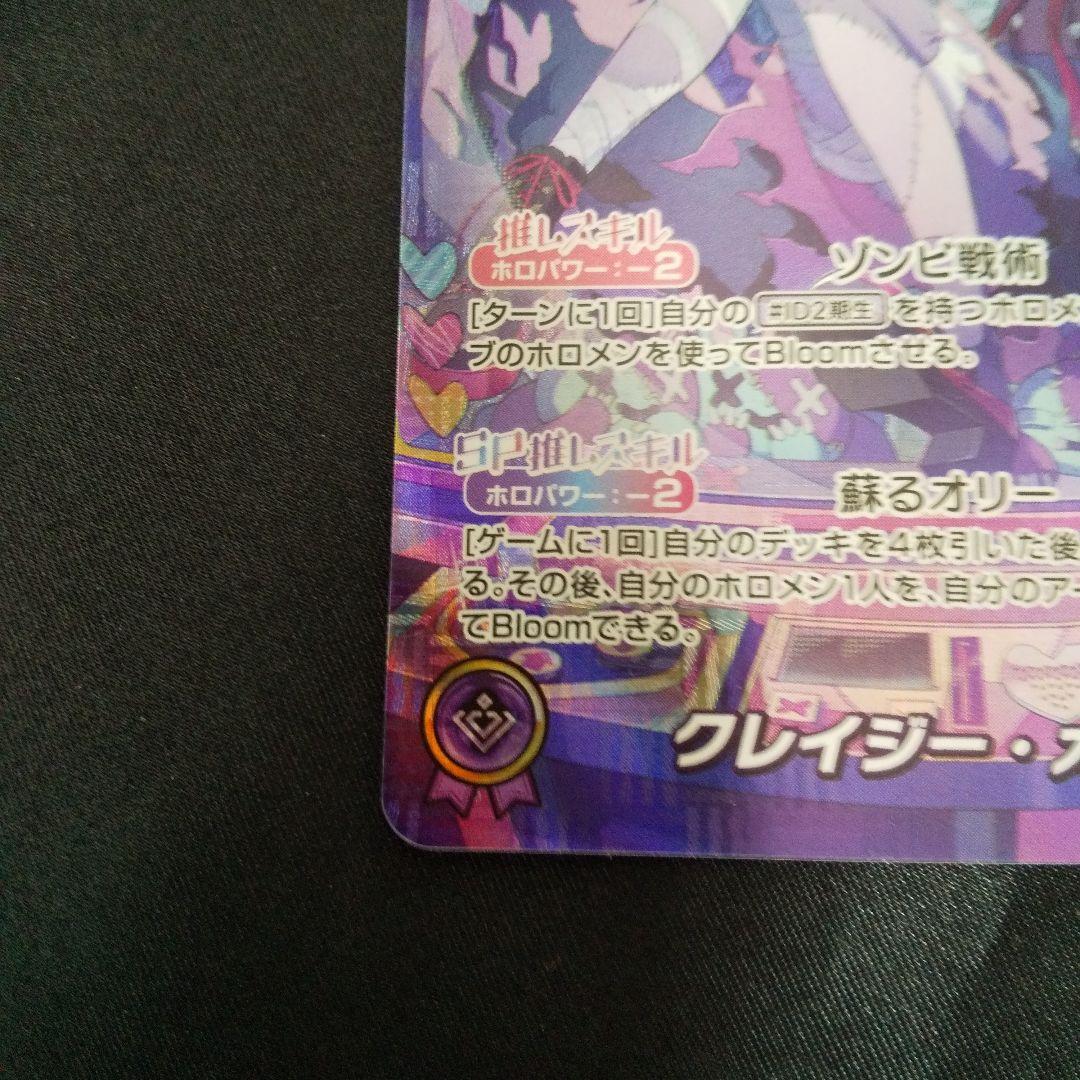 推しスキル
ホロパワー：－2
ゾンビ戦術
[ターンに1回]自分の #ID2期生 を持つホロメ
ブのホロメンを使ってBloomさせる。
SP推しスキル
ホロパワー：－2
蘇るオリー
[ゲームに1回]自分のデッキを4枚引いた後
る。その後、自分のホロメン1人を、自分のアー
てBloomできる。
クレイジー・オ